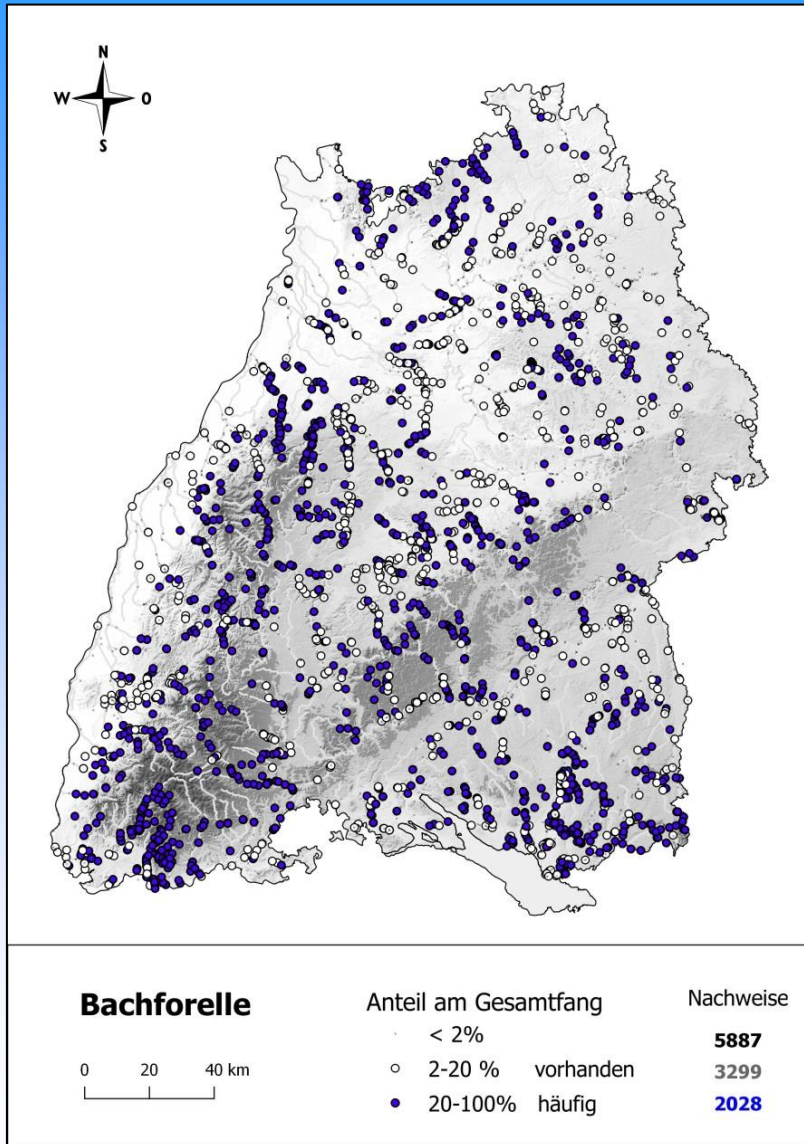 N
W O
S
Bachforelle
0 20 40 km
Anteil am Gesamtfang Nachweise
< 2% 5887
2-20 % vorhanden 3299
20-100% häufig 2028